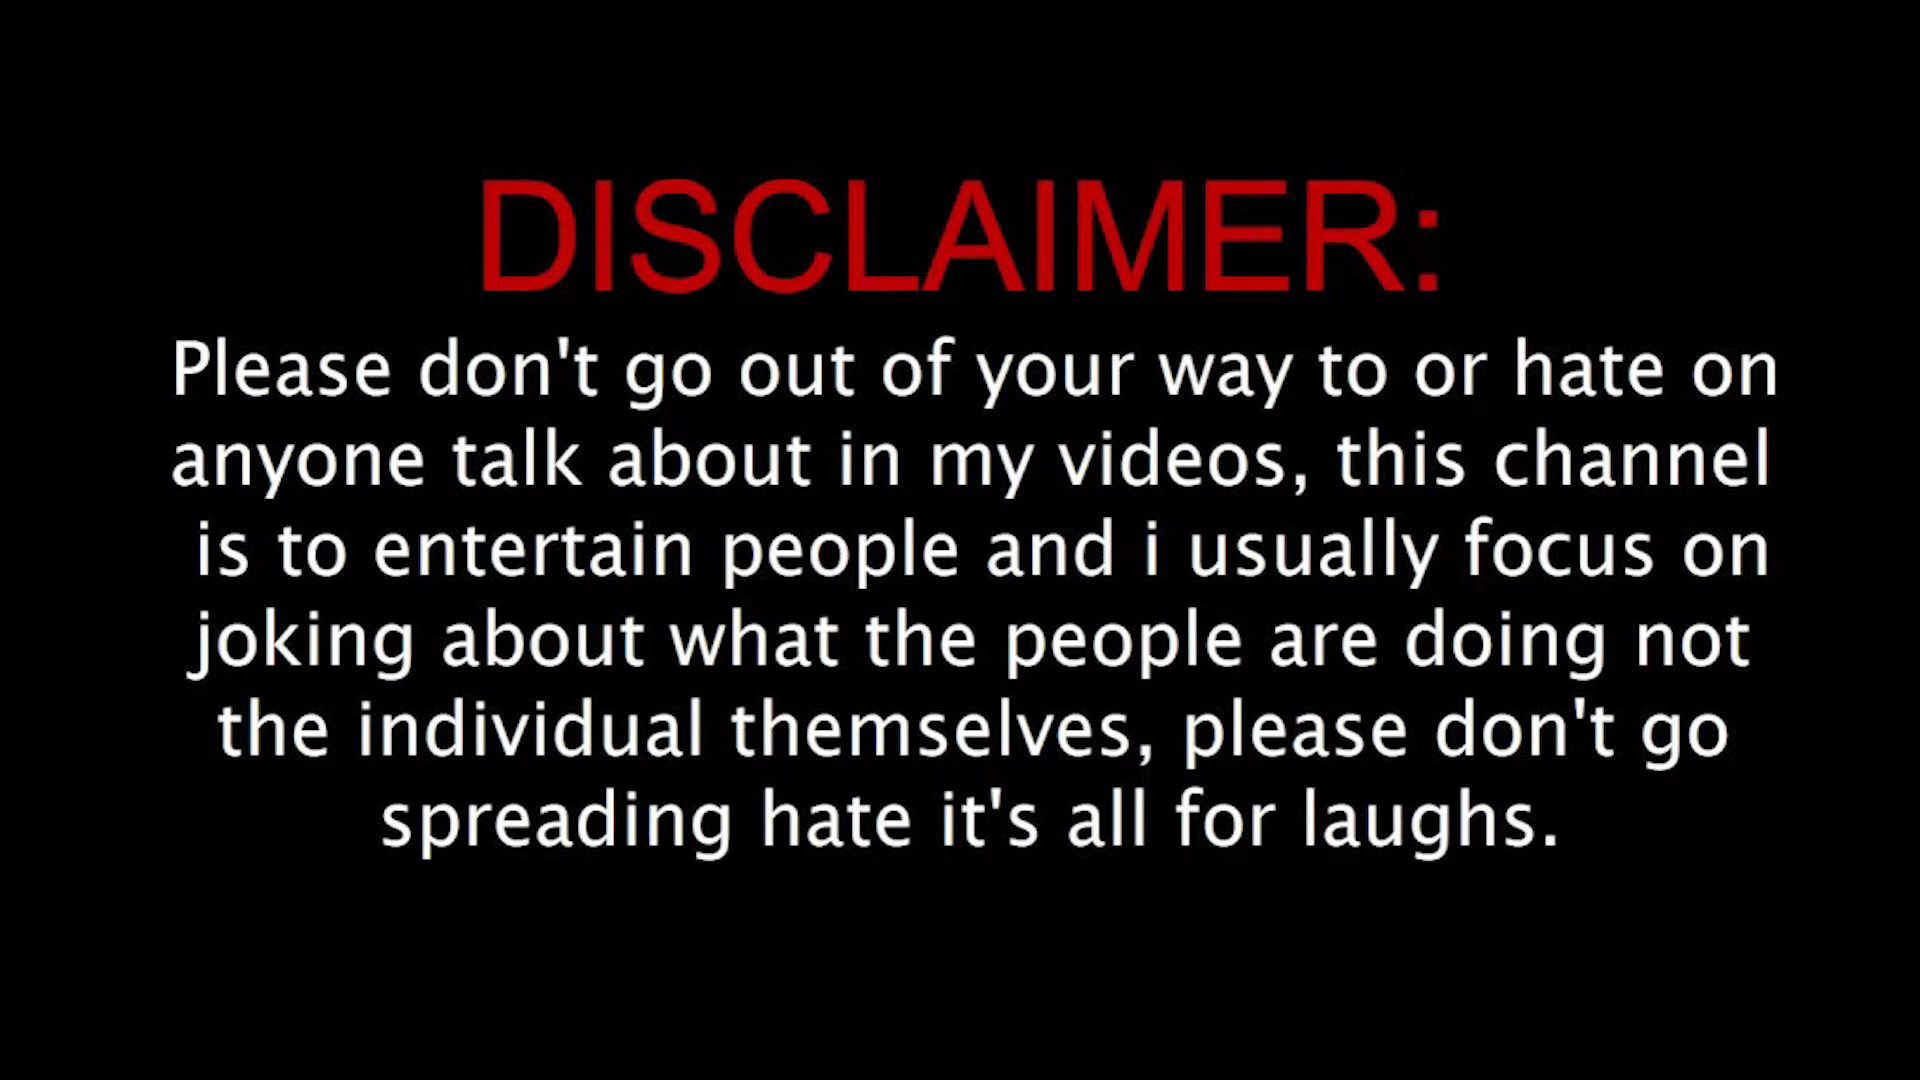 DISCLAIMER:
Please don't go out of your way to or hate on
anyone talk about in my videos, this channel
is to entertain people and i usually focus on
joking about what the people are doing not
the individual themselves, please don't go
spreading hate it's all for laughs.